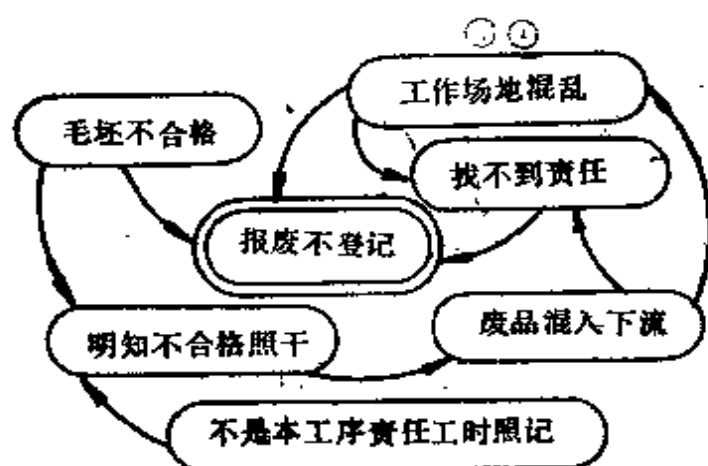 工作场地混乱
毛坯不合格
找不到责任
报废不登记
废品混入下流
明知不合格照干
不是本工序责任工时照记